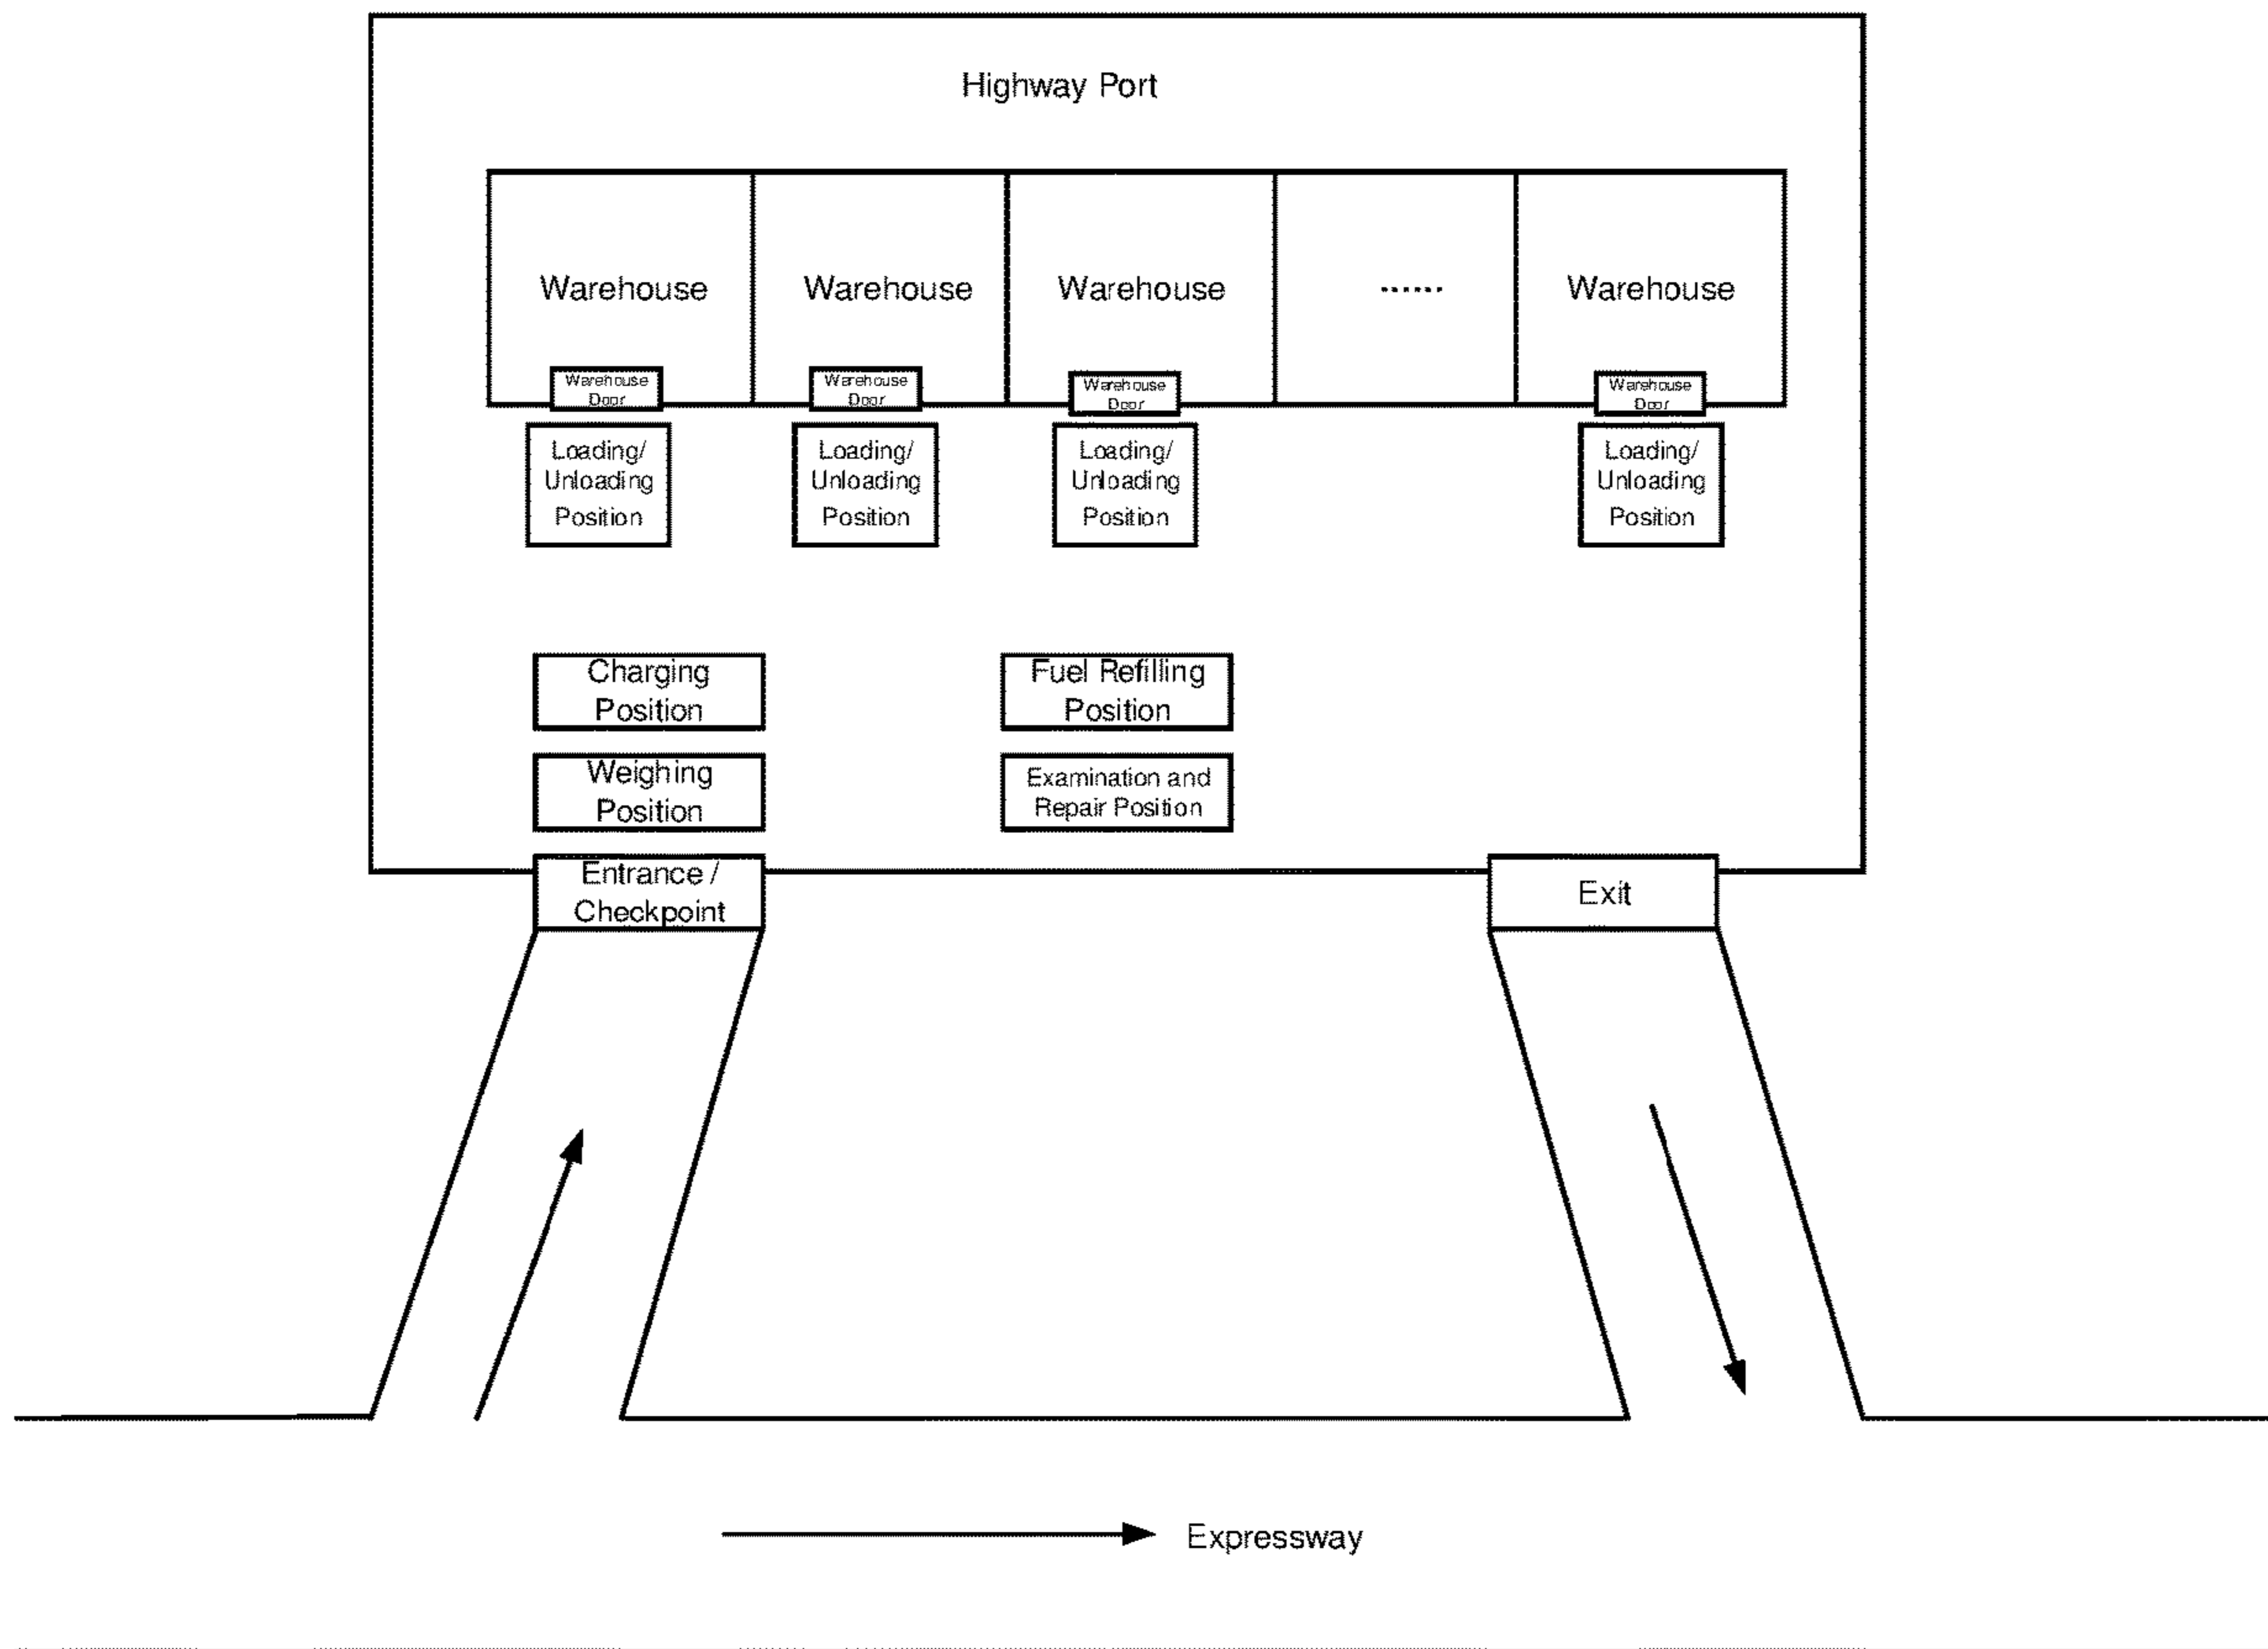 Highway Port
Warehouse
Warehouse
Warehouse
......
Warehouse
Warehouse
Door
Warehouse
Door
Warehouse
Door
Warehouse
Door
Loading/
Unloading
Position
Loading/
Unloading
Position
Loading/
Unloading
Position
Loading/
Unloading
Position
Charging
Position
Fuel Refilling
Position
Weighing
Position
Examination and
Repair Position
Entrance /
Checkpoint
Exit
Expressway